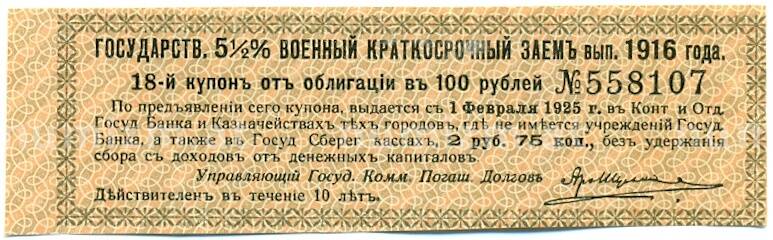 ГОСУДАРСТВ. 5½% ВОЕННЫЙ КРАТКОСРОЧНЫЙ ЗАЕМЪ вып. 1916 года.
18-й купонъ отъ облигаціи въ 100 рублей №558107
По предъявленіи сего купона, выдается съ 1 Февраля 1925 г. въ Конт. и Отд.
Госуд. Банка и Казначействахъ тѣхъ городовъ, гдѣ не имѣется учрежденій Госуд.
Банка, а также въ Госуд Сберег. кассахъ, 2 руб. 75 коп., безъ удержанія
сбора съ доходовъ отъ денежныхъ капиталовъ.
Управляющій Госуд. Комм. Погаш. Долговъ
Дѣйствителенъ въ теченіе 10 лѣтъ.